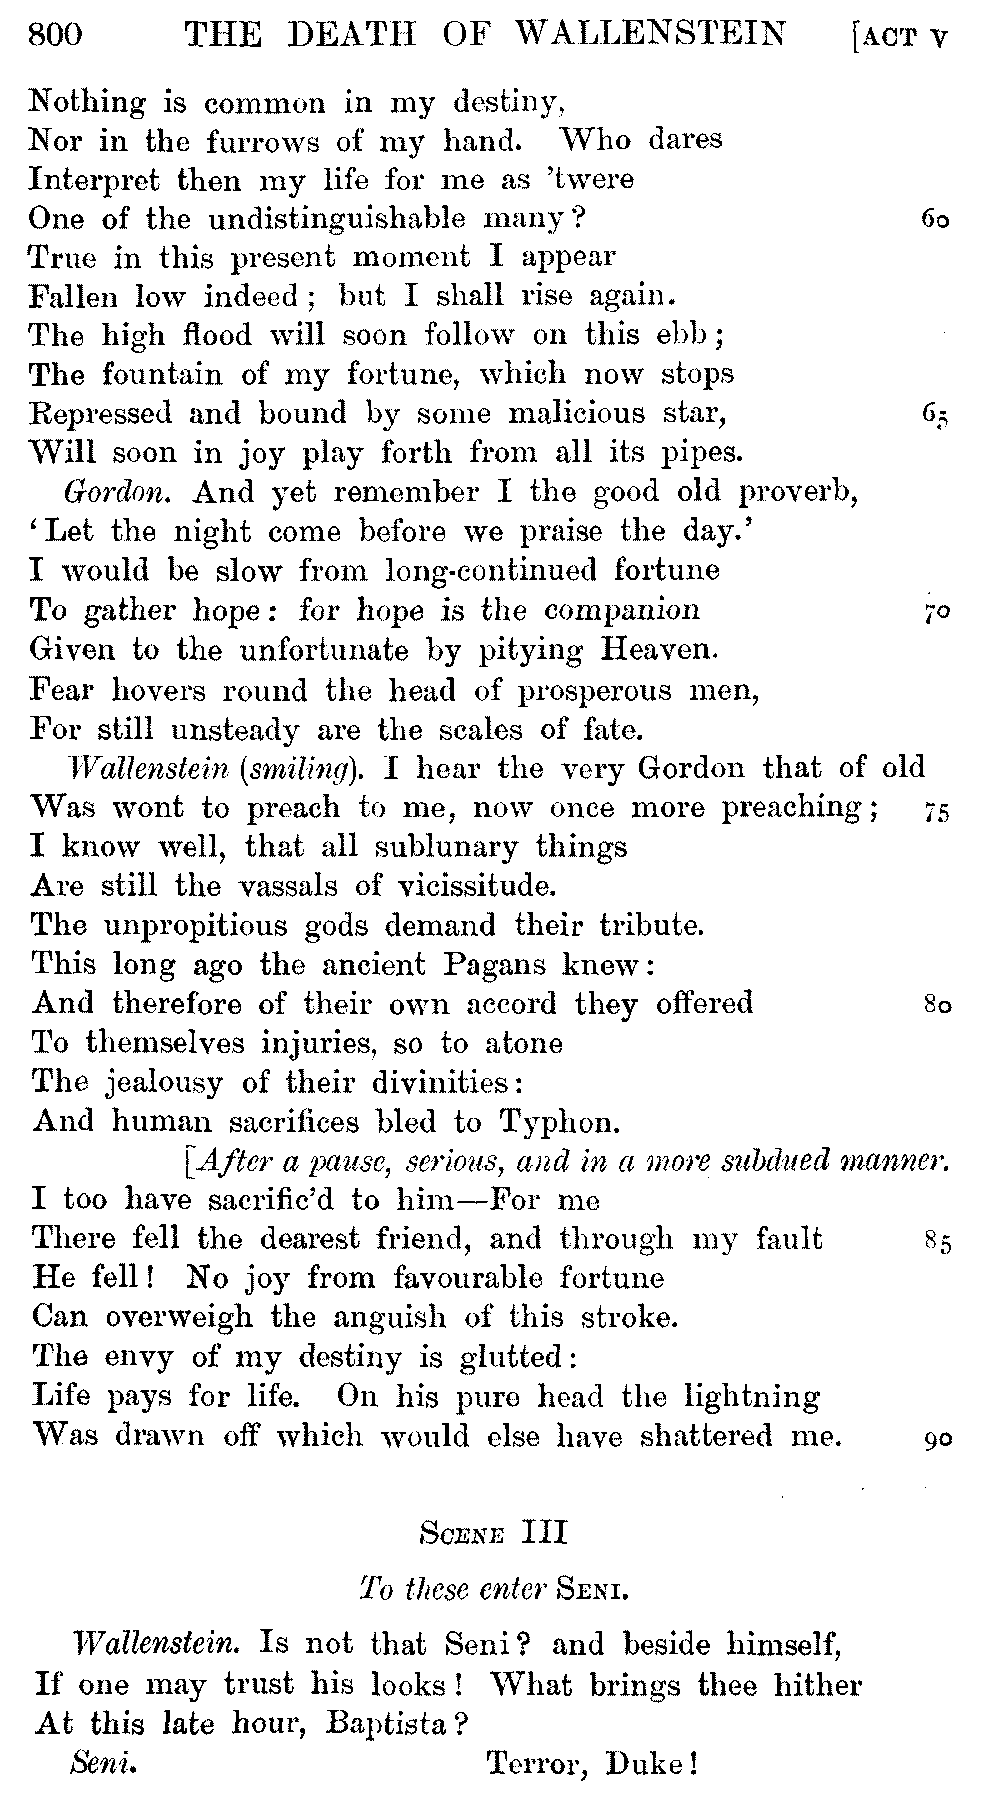 800 THE DEATH OF WALLENSTEIN [ACT V
Nothing is common in my destiny,
Nor in the furrows of my hand. Who dares
Interpret then my life for me as 'twere
One of the undistinguishable many? 60
True in this present moment I appear
Fallen low indeed; but I shall rise again.
The high flood will soon follow on this ebb;
The fountain of my fortune, which now stops
Repressed and bound by some malicious star, 65
Will soon in joy play forth from all its pipes.
Gordon. And yet remember I the good old proverb,
'Let the night come before we praise the day.'
I would be slow from long-continued fortune
To gather hope: for hope is the companion 70
Given to the unfortunate by pitying Heaven.
Fear hovers round the head of prosperous men,
For still unsteady are the scales of fate.
Wallenstein (smiling). I hear the very Gordon that of old
Was wont to preach to me, now once more preaching; 75
I know well, that all sublunary things
Are still the vassals of vicissitude.
The unpropitious gods demand their tribute.
This long ago the ancient Pagans knew:
And therefore of their own accord they offered 80
To themselves injuries, so to atone
The jealousy of their divinities:
And human sacrifices bled to Typhon.
[After a pause, serious, and in a more subdued manner.
I too have sacrific'd to him—For me
There fell the dearest friend, and through my fault 85
He fell! No joy from favourable fortune
Can overweigh the anguish of this stroke.
The envy of my destiny is glutted:
Life pays for life. On his pure head the lightning
Was drawn off which would else have shattered me. 90
SCENE III
To these enter SENI.
Wallenstein. Is not that Seni? and beside himself,
If one may trust his looks! What brings thee hither
At this late hour, Baptista?
Seni. Terror, Duke!